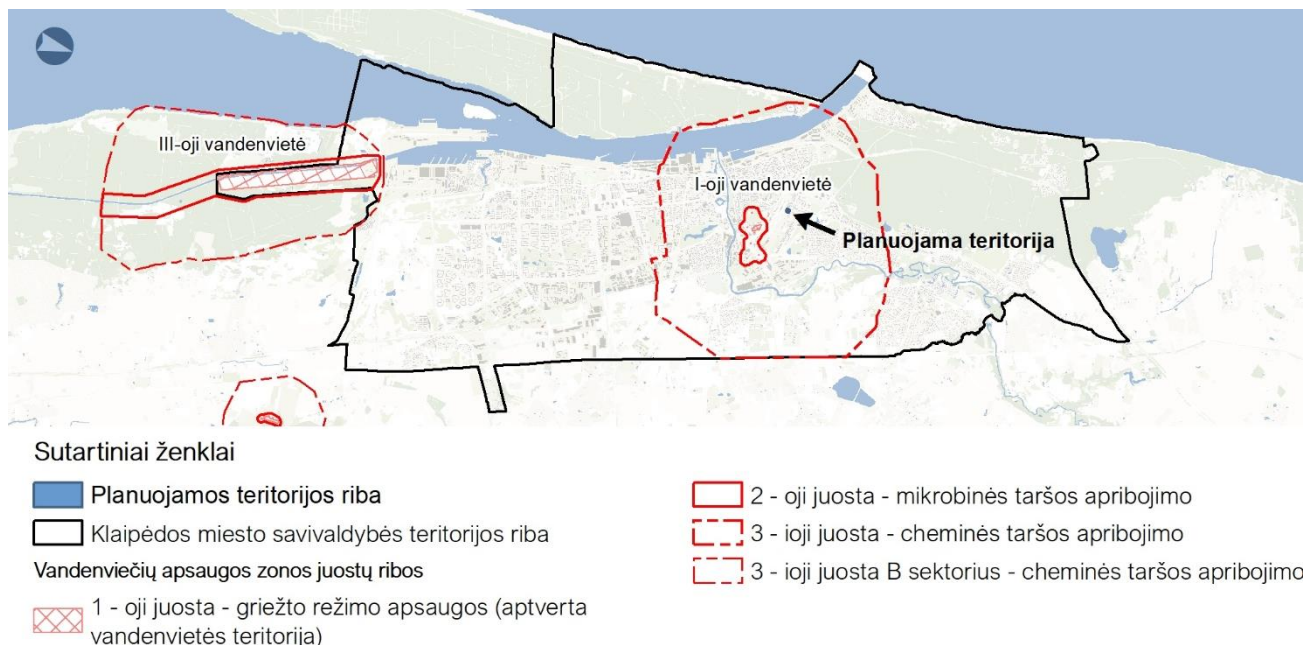 III-oji vandenvietė
I-oji vandenvietė
Planuojama teritorija
Sutartiniai ženklai
Planuojamos teritorijos riba
Klaipėdos miesto savivaldybės teritorijos riba
Vandenviečių apsaugos zonos juostų ribos
1 - oji juosta - griežto režimo apsaugos (aptverta
vandenvietės teritorija)
2 - oji juosta - mikrobinės taršos apribojimo
3 - ioji juosta - cheminės taršos apribojimo
3 - ioji juosta B sektorius - cheminės taršos apribojimo